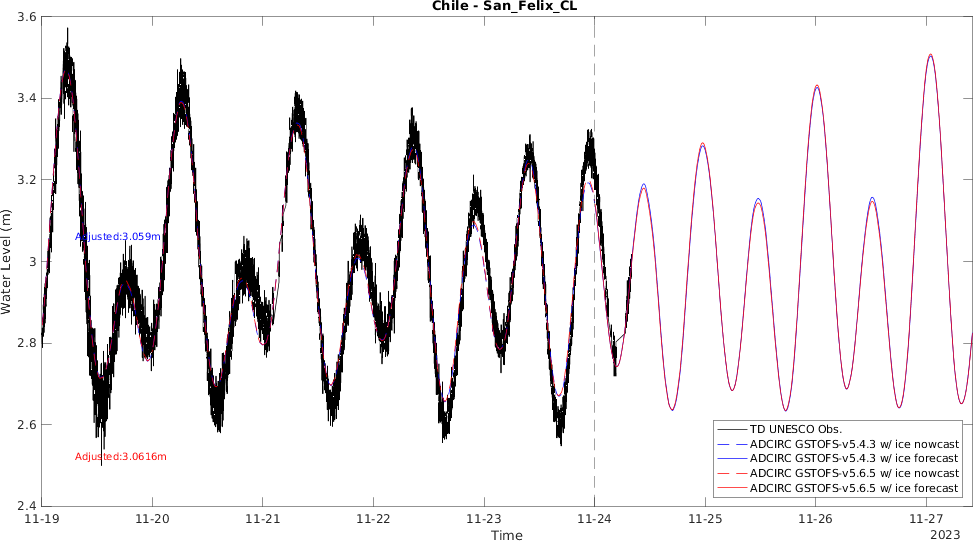 Chile - San_Felix_CL
3.6
3.4
3.2
3
2.8
2.6
2.4
Water Level (m)
Adjusted:3.059m
Adjusted:3.0616m
TD UNESCO Obs.
ADCIRC GSTOFS-v5.4.3 w/ ice nowcast
ADCIRC GSTOFS-v5.4.3 w/ ice forecast
ADCIRC GSTOFS-v5.6.5 w/ ice nowcast
ADCIRC GSTOFS-v5.6.5 w/ ice forecast
11-19 11-20 11-21 11-22 11-23 11-24 11-25 11-26 11-27
Time
2023